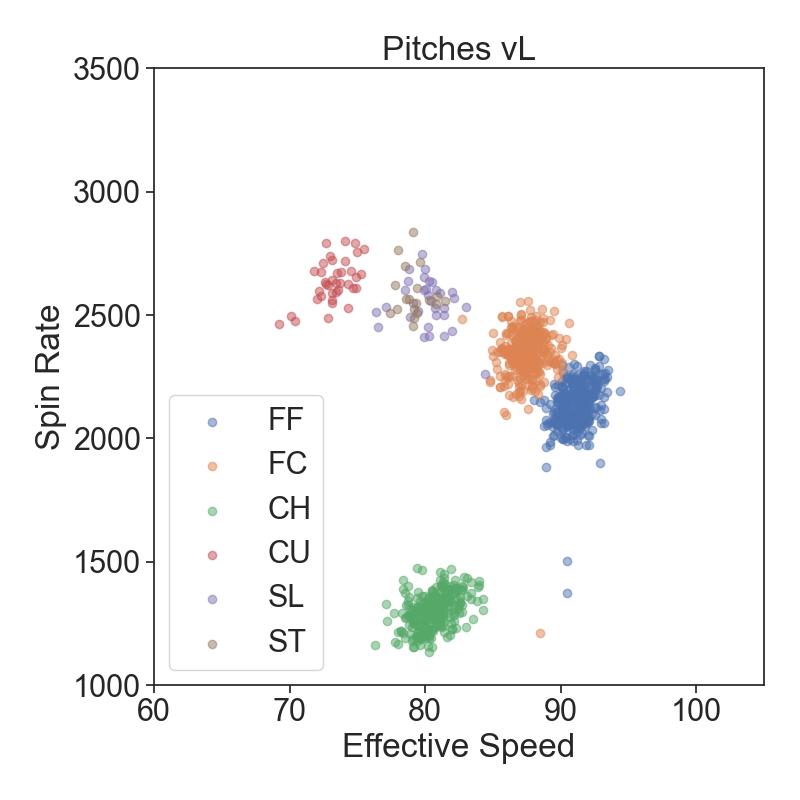 Pitches vL
3500
3000
2500
2000
1500
1000
Spin Rate
FF
FC
CH
CU
SL
ST
60 70 80 90 100
Effective Speed